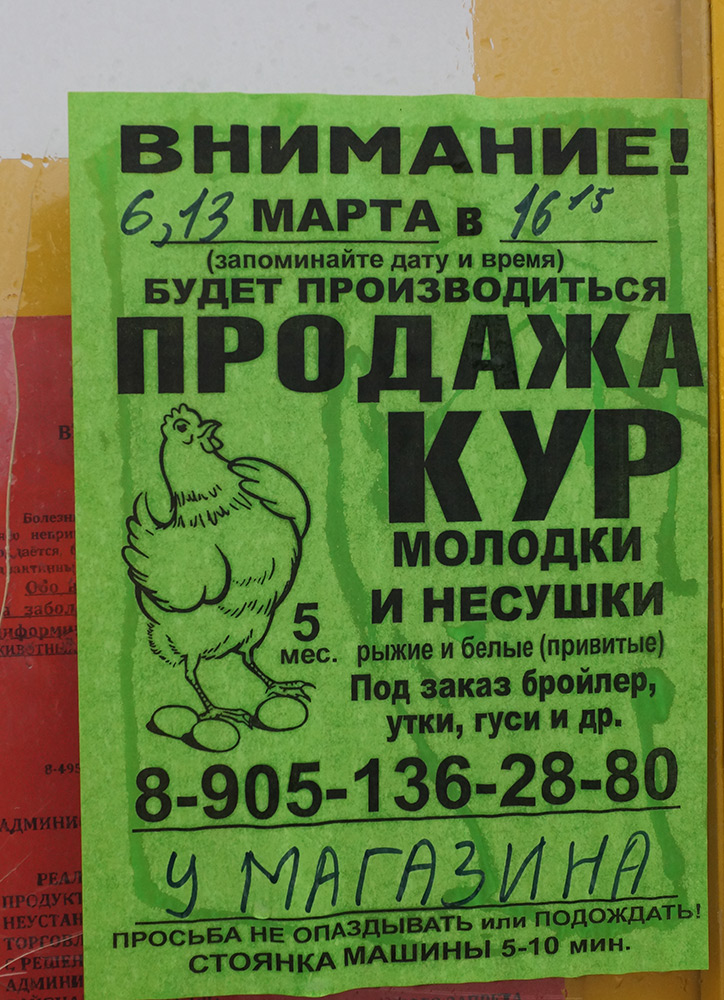 ВНИМАНИЕ!
6,13 МАРТА в 16 15
(запоминайте дату и время)
БУДЕТ ПРОИЗВОДИТЬСЯ
ПРОДАЖА
КУР
МОЛОДКИ
И НЕСУШКИ
5
мес.
рыжие и белые (привитые)
Под заказ бройлер,
утки, гуси и др.
8-905-136-28-80
У МАГАЗИНА
ПРОСЬБА НЕ ОПАЗДЫВАТЬ или ПОДОЖДАТЬ!
СТОЯНКА МАШИНЫ 5-10 мин.